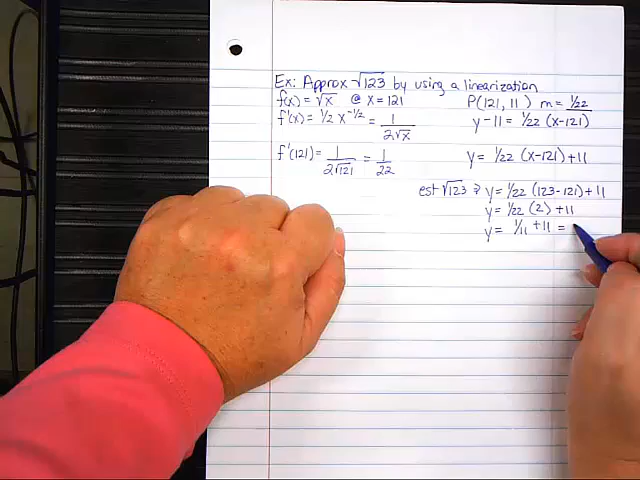 Ex: Approx √123 by using a linearization
f(x) = √x @ x = 121
P(121, 11) m = 1/22
f'(x) = 1/2 x^-1/2 = 1/(2√x)
y - 11 = 1/22 (x-121)
f'(121) = 1/(2√121) = 1/22
y = 1/22 (x-121) + 11
est √123 → y = 1/22 (123-121) + 11
y = 1/22 (2) + 11
y = 1/11 + 11 =